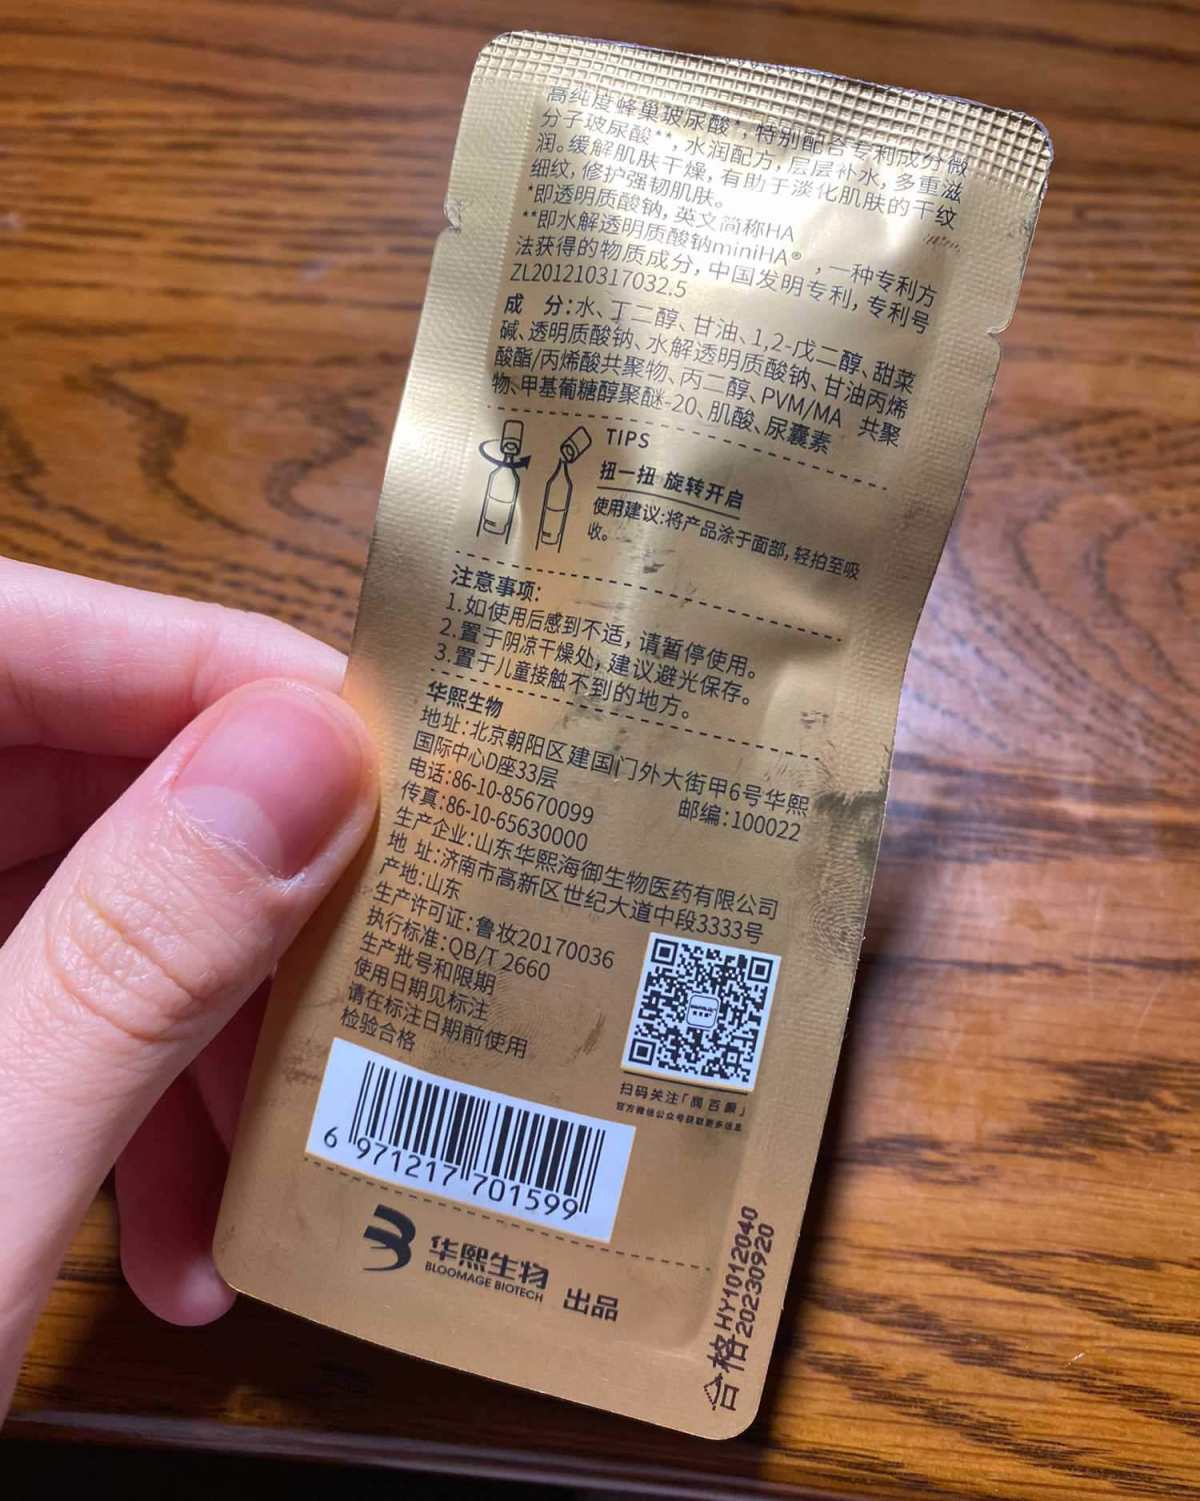 高纯度蜂巢玻尿酸*，特别配合专利成分微
分子玻尿酸**，水润配方，层层补水，多重滋
润。缓解肌肤干燥，有助于淡化肌肤的干纹
细纹，修护强韧肌肤。
*即透明质酸钠，英文简称HA
**即水解透明质酸钠miniHA®，一种专利方
法获得的物质成分，中国发明专利，专利号
ZL201210317032.5
成 分：水、丁二醇、甘油、1,2-戊二醇、甜菜
碱、透明质酸钠、水解透明质酸钠、甘油丙烯
酸酯/丙烯酸共聚物、丙二醇、PVM/MA 共聚
物、甲基葡糖醇聚醚-20、肌酸、尿囊素
TIPS
扭一扭 旋转开启
使用建议：将产品涂于面部，轻拍至吸
收。
注意事项：
1.如使用后感到不适，请暂停使用。
2.置于阴凉干燥处，建议避光保存。
3.置于儿童接触不到的地方。
华熙生物
地址：北京朝阳区建国门外大街甲6号华熙
国际中心D座33层 邮编：100022
电话：86-10-85670099
传真：86-10-65630000
生产企业：山东华熙海御生物医药有限公司
地 址：济南市高新区世纪大道中段3333号
产地：山东
生产许可证：鲁妆20170036
执行标准：QB/T 2660
生产批号和限期
使用日期见标注
请在标注日期前使用
检验合格
扫码关注「润百颜」
官方微信公众号获取更多信息
6 971217 701599
华熙生物
BLOOMAGE BIOTECH
出品
合格
HY1012040
20230920